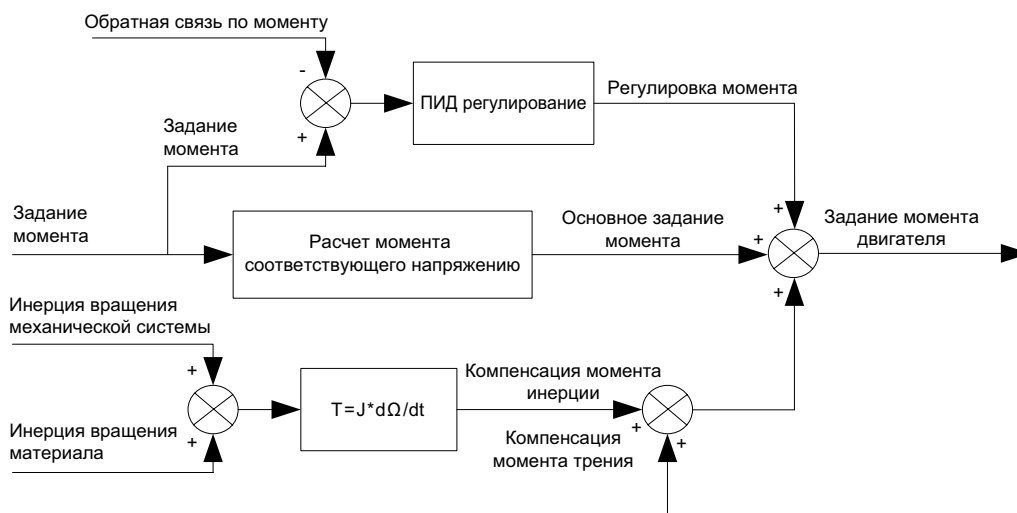 Обратная связь по моменту
-
+
ПИД регулирование
Регулировка момента
Задание
момента
Задание
момента
Расчет момента
соответствующего напряжению
Основное задание
момента
+
+
+
Задание момента
двигателя
Инерция вращения
механической системы
+
+
Инерция вращения
материала
T=J*dΩ/dt
Компенсация момента
инерции
+
+
Компенсация
момента трения